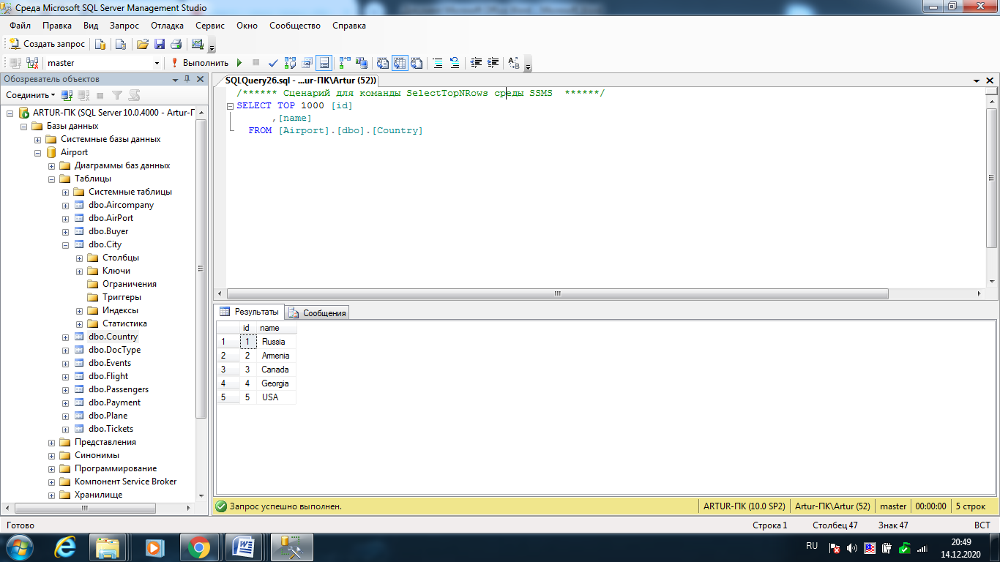 Среда Microsoft SQL Server Management Studio
Файл Правка Вид Запрос Отладка Сервис Окно Сообщество Справка
Создать запрос
master Выполнить
Обозреватель объектов
Соединить
ARTUR-ПК (SQL Server 10.0.4000 - Artur-Г
Базы данных
Системные базы данных
Airport
Диаграммы баз данных
Таблицы
Системные таблицы
dbo.Aircompany
dbo.AirPort
dbo.Buyer
dbo.City
Столбцы
Ключи
Ограничения
Триггеры
Индексы
Статистика
dbo.Country
dbo.DocType
dbo.Events
dbo.Flight
dbo.Passengers
dbo.Payment
dbo.Plane
dbo.Tickets
Представления
Синонимы
Программирование
Компонент Service Broker
Хранилище
SQLQuery26.sql - ...ur-ПК\Artur (52))
/****** Сценарий для команды SelectTopNRows среды SSMS ******/
SELECT TOP 1000 [id]
,[name]
FROM [Airport].[dbo].[Country]
Результаты Сообщения
id name
1 1 Russia
2 2 Armenia
3 3 Canada
4 4 Georgia
5 5 USA
Запрос успешно выполнен. ARTUR-ПК (10.0 SP2) Artur-ПК\Artur (52) master 00:00:00 5 строк
Готово Строка 1 Столбец 47 Знак 47 ВСТ
RU 20:49
14.12.2020